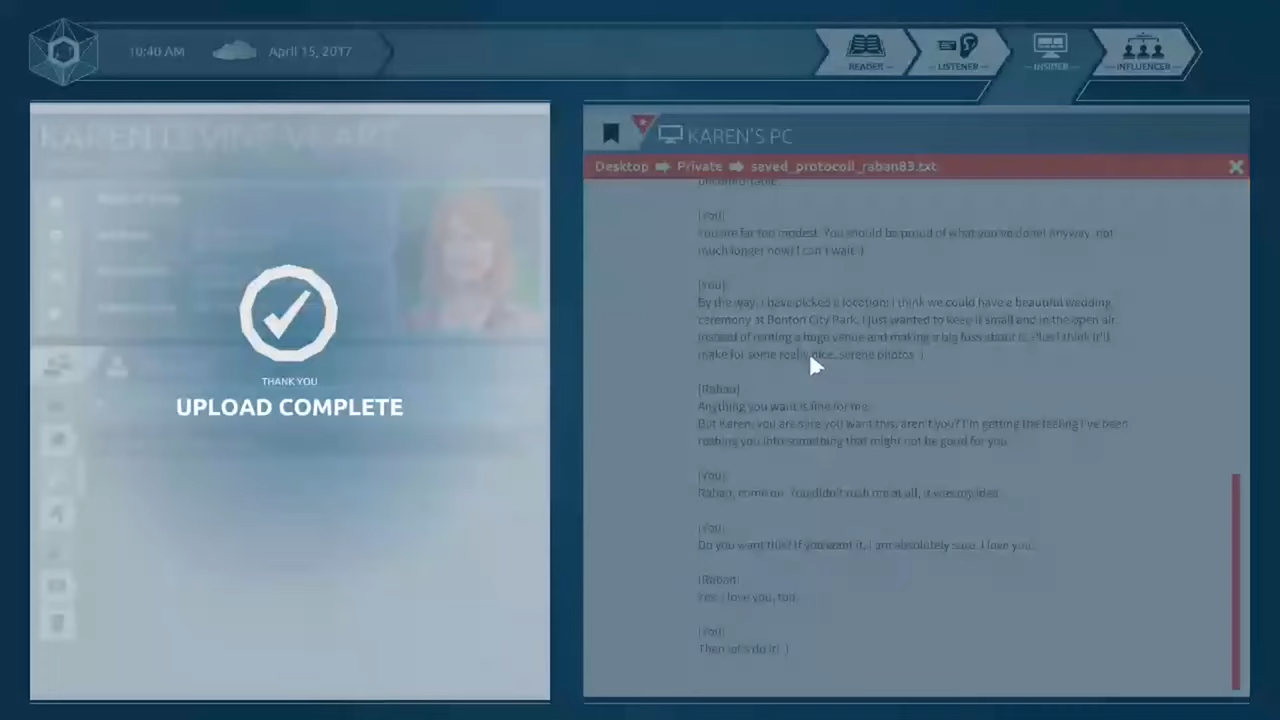 10:40 AM
April 15, 2017
READER
LISTENER
INSIDER
INFLUENCER
KAREN LEVINE
THANK YOU
UPLOAD COMPLETE
KAREN'S PC
Desktop Private saved_protocoll_raban83.txt
uncomfortable.
[You]
You are far too modest. You should be proud of what you've done! Anyway, not
much longer now! I can't wait :)
[You]
By the way, I have picked a location: I think we could have a beautiful wedding
ceremony at Bonton City Park. I just wanted to keep it small and in the open air
instead of renting a huge venue and making a big fuss about it. Plus I think it'll
make for some really nice, serene photos :)
[Raban]
Anything you want is fine for me.
But Karen, you are sure you want this, aren't you? I'm getting the feeling I've been
rushing you into something that might not be good for you.
[You]
Raban, come on. You didn't rush me at all, it was my idea.
[You]
Do you want this? If you want it, I am absolutely sure. I love you.
[Raban]
Yes. I love you, too.
[You]
Then let's do it! :)